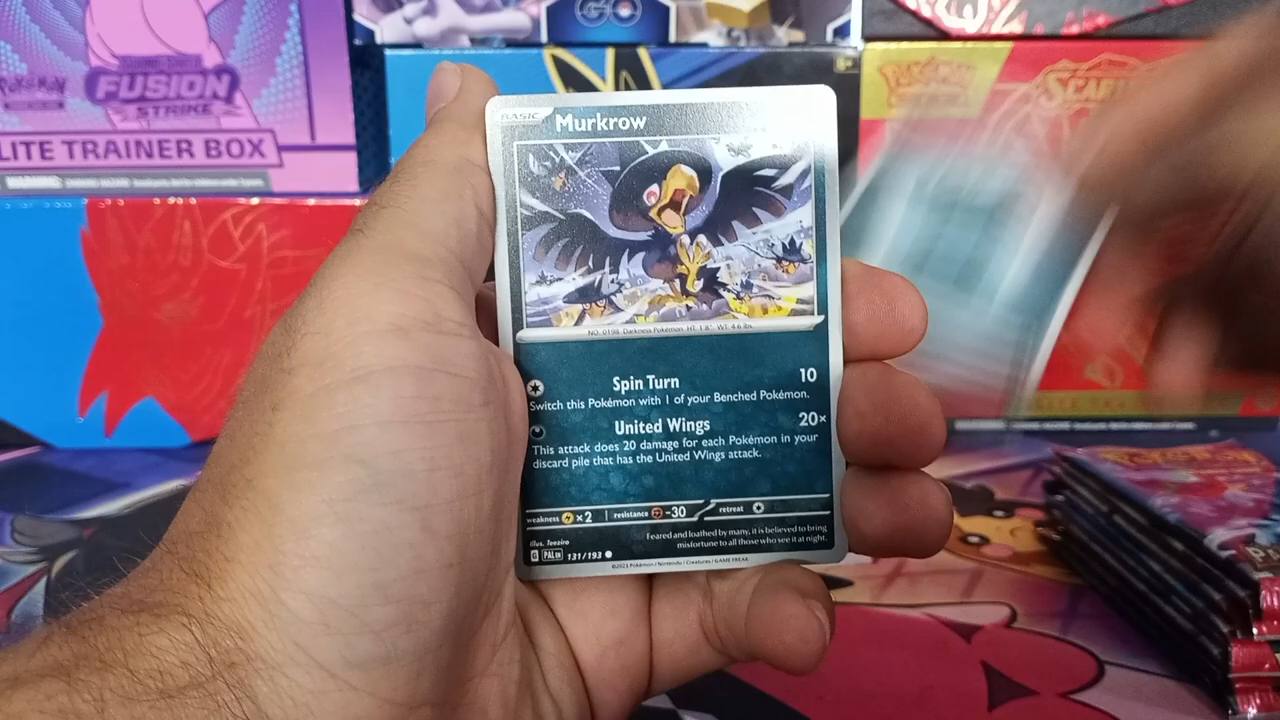 FUSION
STRIKE
LITE TRAINER BOX
WARNING:
GO
POKÉMON
BASIC
Murkrow
NO. 0198 Darkness Pokémon HT: 1'8" WT: 4.6 lbs.
Spin Turn 10
Switch this Pokémon with 1 of your Benched Pokémon.
United Wings 20×
This attack does 20 damage for each Pokémon in your
discard pile that has the United Wings attack.
weakness ×2 resistance -30 retreat
Illus. Teeziro
Feared and loathed by many, it is believed to bring
misfortune to all those who see it at night.
G PAL EN 131/193
©2023 Pokémon / Nintendo / Creatures / GAME FREAK